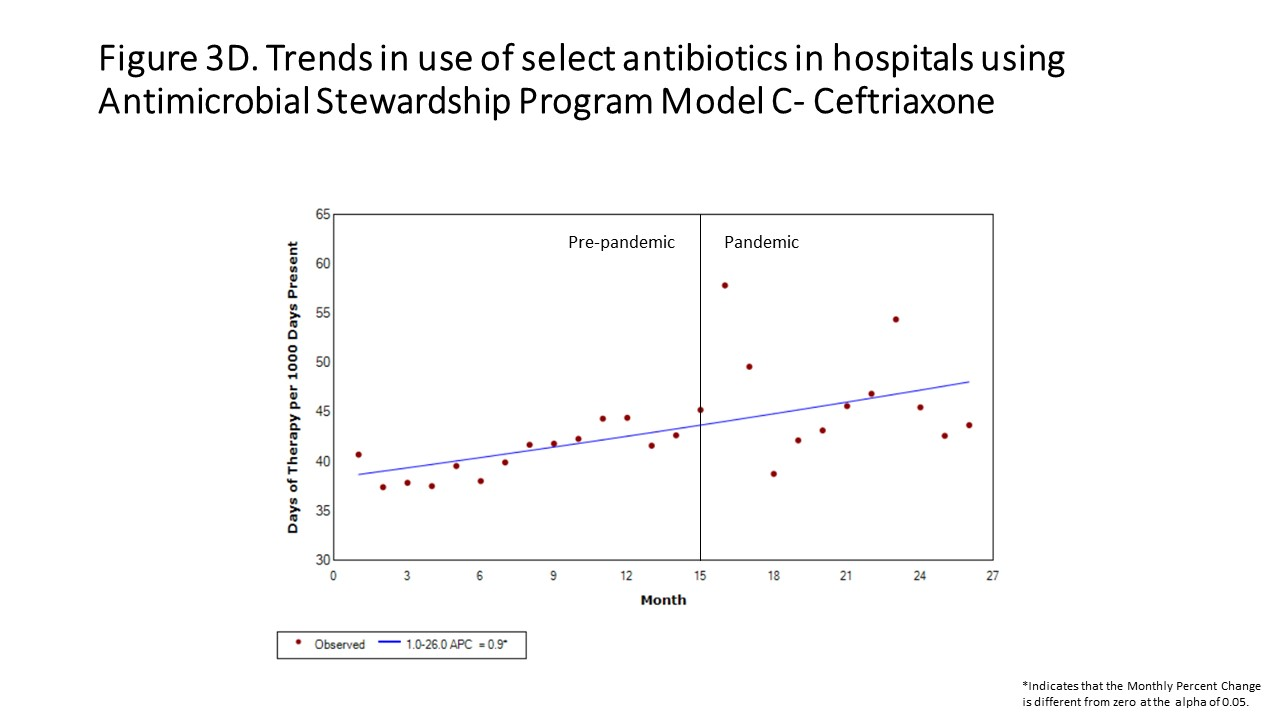 Figure 3D. Trends in use of select antibiotics in hospitals using
Antimicrobial Stewardship Program Model C- Ceftriaxone
65
60
55
50
45
40
35
30
Days of Therapy per 1000 Days Present
Pre-pandemic
Pandemic
0 3 6 9 12 15 18 21 24 27
Month
Observed 1.0-26.0 APC = 0.9*
*Indicates that the Monthly Percent Change
is different from zero at the alpha of 0.05.